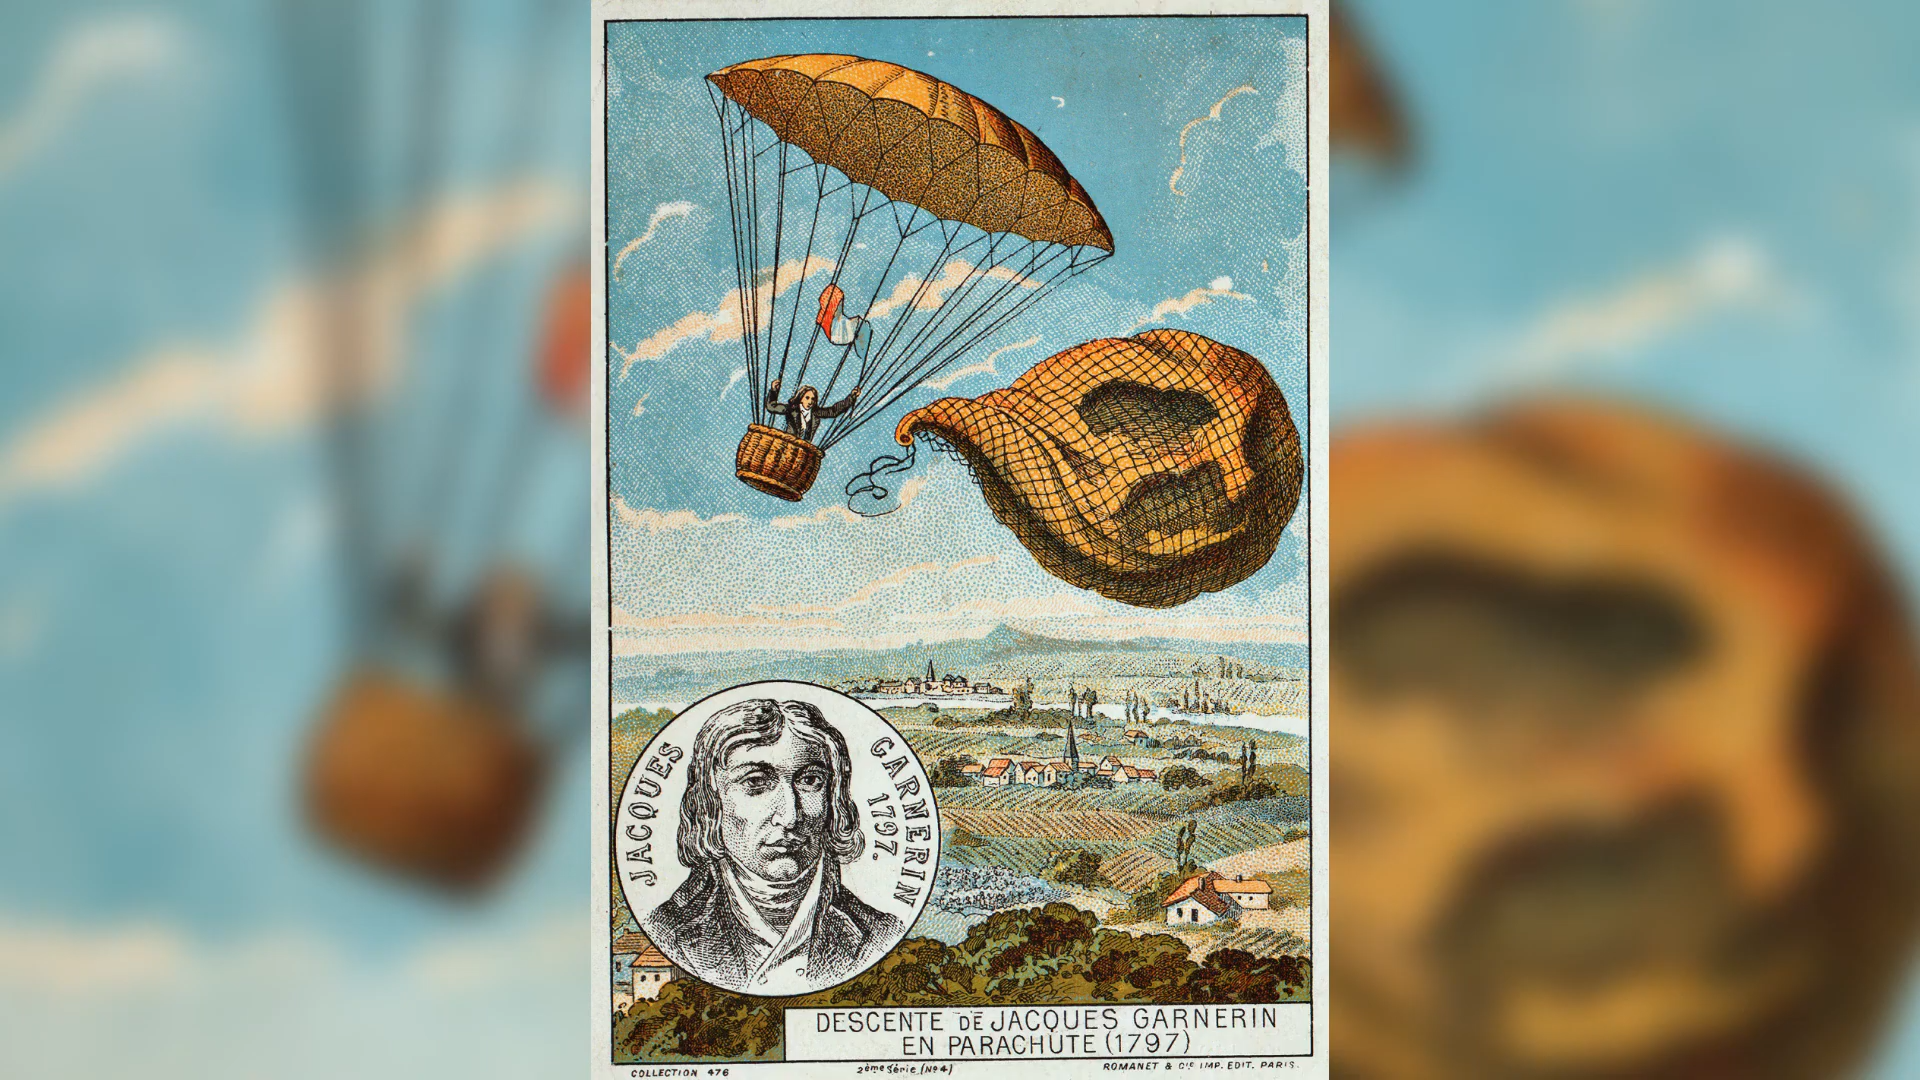 JACQUES GARNERIN
1797.
DESCENTE DE JACQUES GARNERIN
EN PARACHUTE (1797)
COLLECTION 476
2ème Série (No 4)
ROMANET & Cie IMP. EDIT. PARIS.